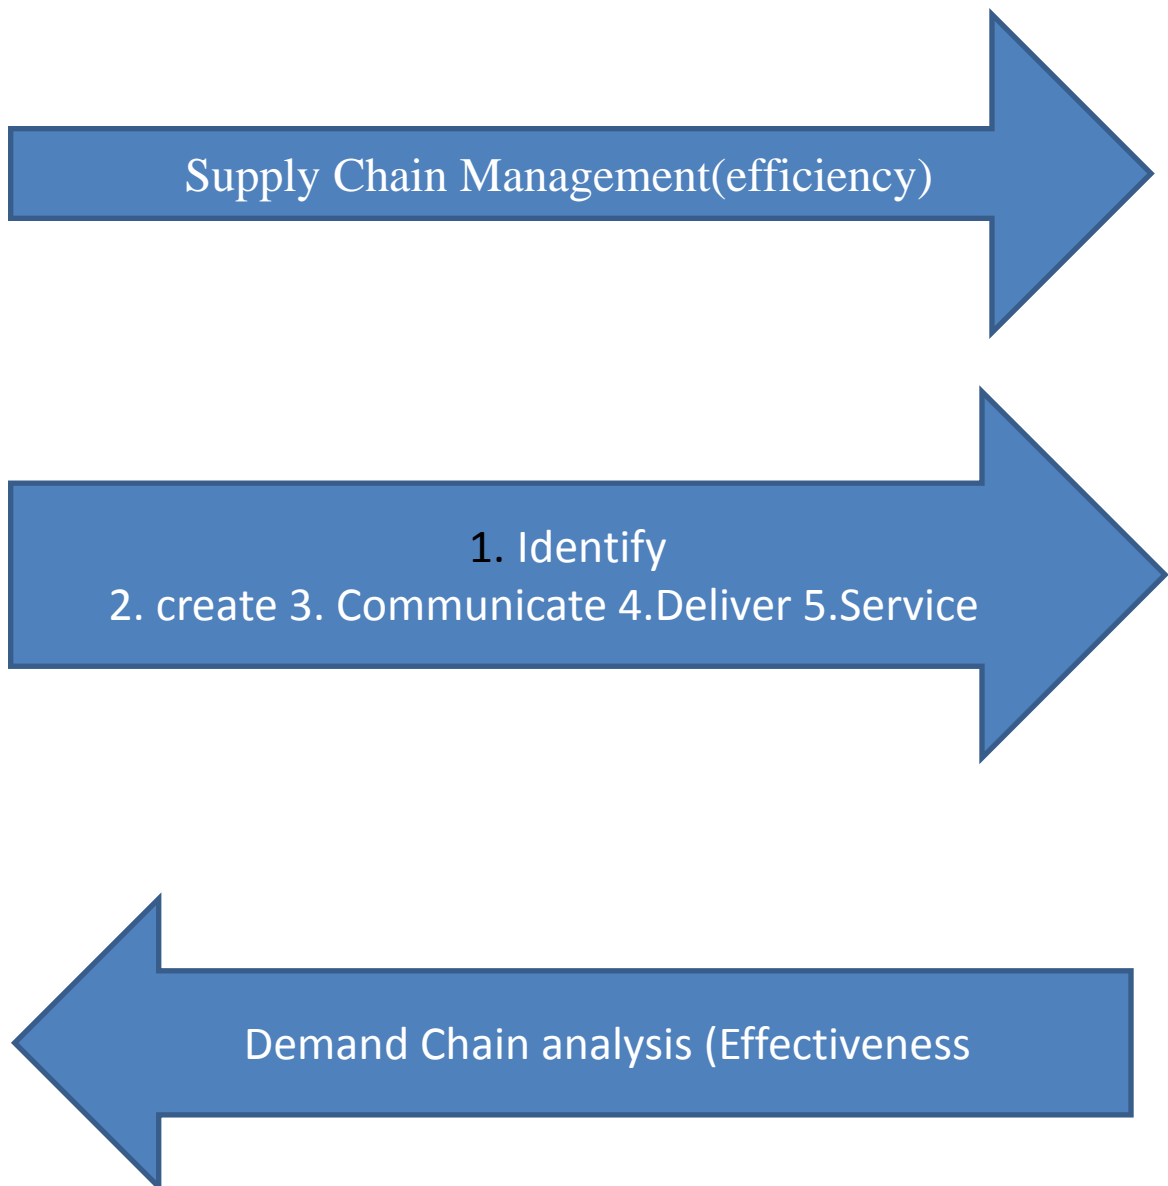 Supply Chain Management(efficiency)
1. Identify
2. create 3. Communicate 4.Deliver 5.Service
Demand Chain analysis (Effectiveness